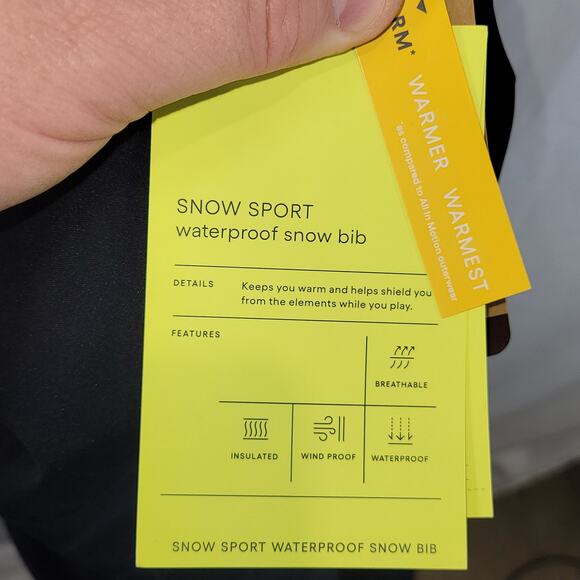 WARMER WARMEST
*as compared to All in Motion outerwear
SNOW SPORT
waterproof snow bib
DETAILS
Keeps you warm and helps shield you
from the elements while you play.
FEATURES
BREATHABLE
INSULATED
WIND PROOF
WATERPROOF
SNOW SPORT WATERPROOF SNOW BIB